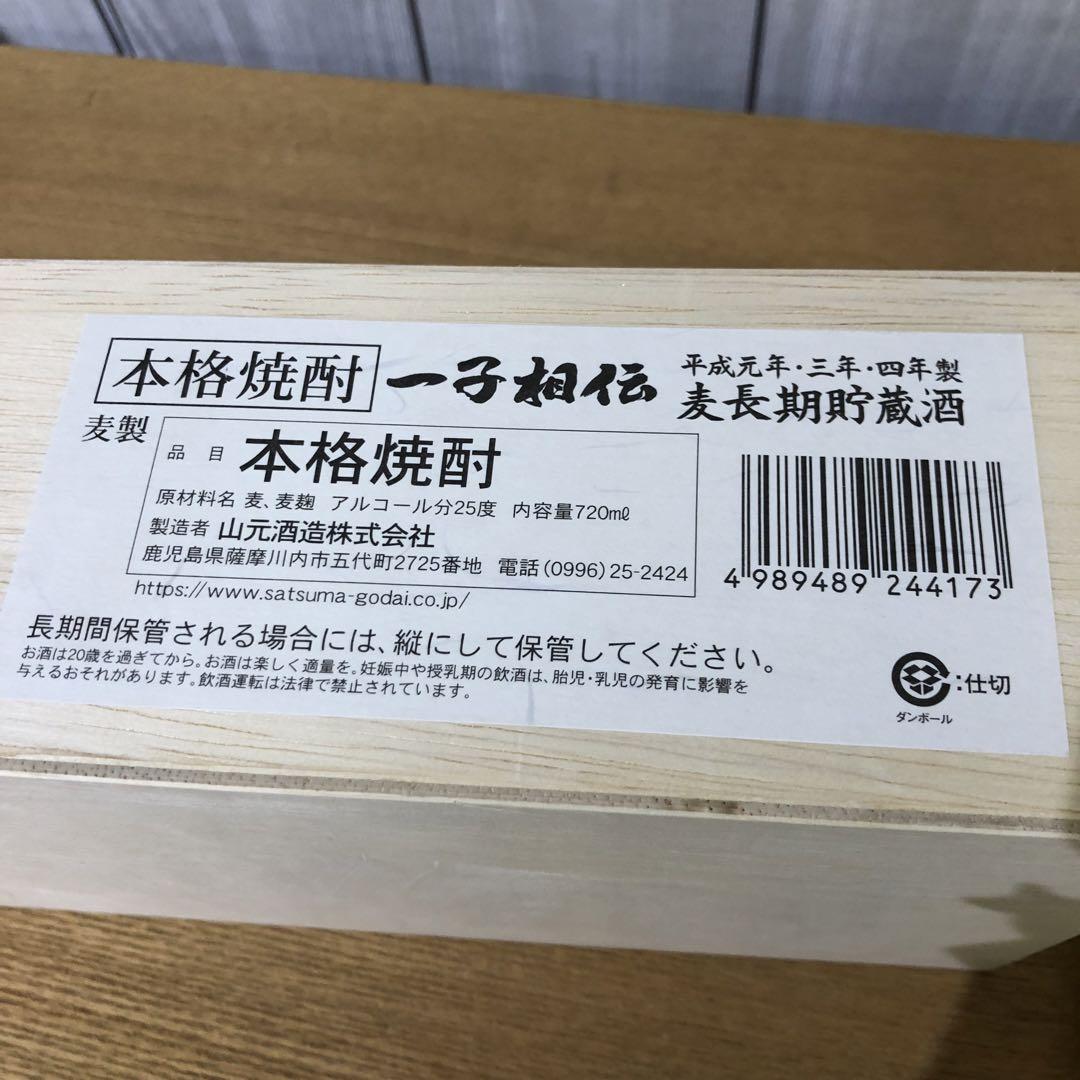 本格焼酎 一子相伝 平成元年・三年・四年製
麦長期貯蔵酒
麦製
品目 本格焼酎
原材料名 麦、麦麹 アルコール分25度 内容量720mℓ
製造者 山元酒造株式会社
鹿児島県薩摩川内市五代町2725番地 電話(0996)25-2424
https://www.satsuma-godai.co.jp/
4 989489 244173
長期間保管される場合には、縦にして保管してください。
お酒は20歳を過ぎてから。お酒は楽しく適量を。妊娠中や授乳期の飲酒は、胎児・乳児の発育に影響を
与えるおそれがあります。飲酒運転は法律で禁止されています。
:仕切
ダンボール